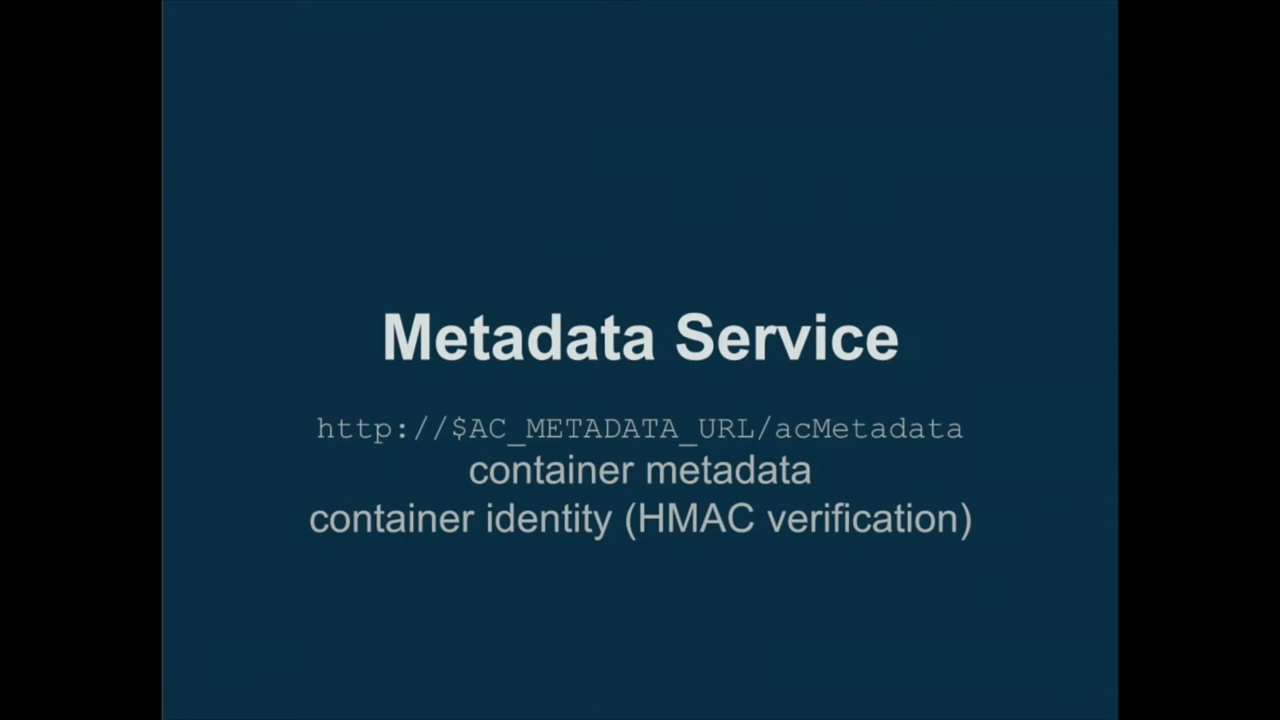 Metadata Service
http://$AC_METADATA_URL/acMetadata
container metadata
container identity (HMAC verification)